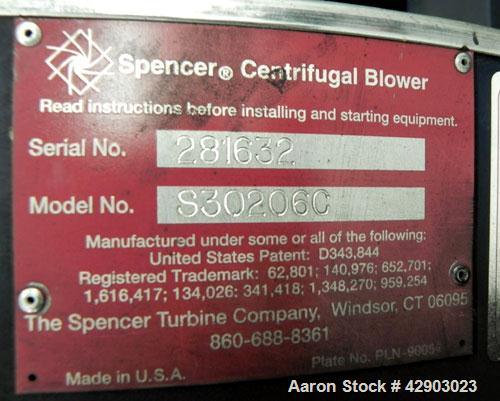 Spencer® Centrifugal Blower
Read instructions before installing and starting equipment.
Serial No. 281632
Model No. S30206C
Manufactured under some or all of the following:
United States Patent: D343,844
Registered Trademark: 62,801; 140,976; 652,701;
1,616,417; 134,026; 341,418; 1,348,270; 959,254
The Spencer Turbine Company, Windsor, CT 06095
860-688-8361
Plate No.
Made in U.S.A.
Aaron Stock # 42903023